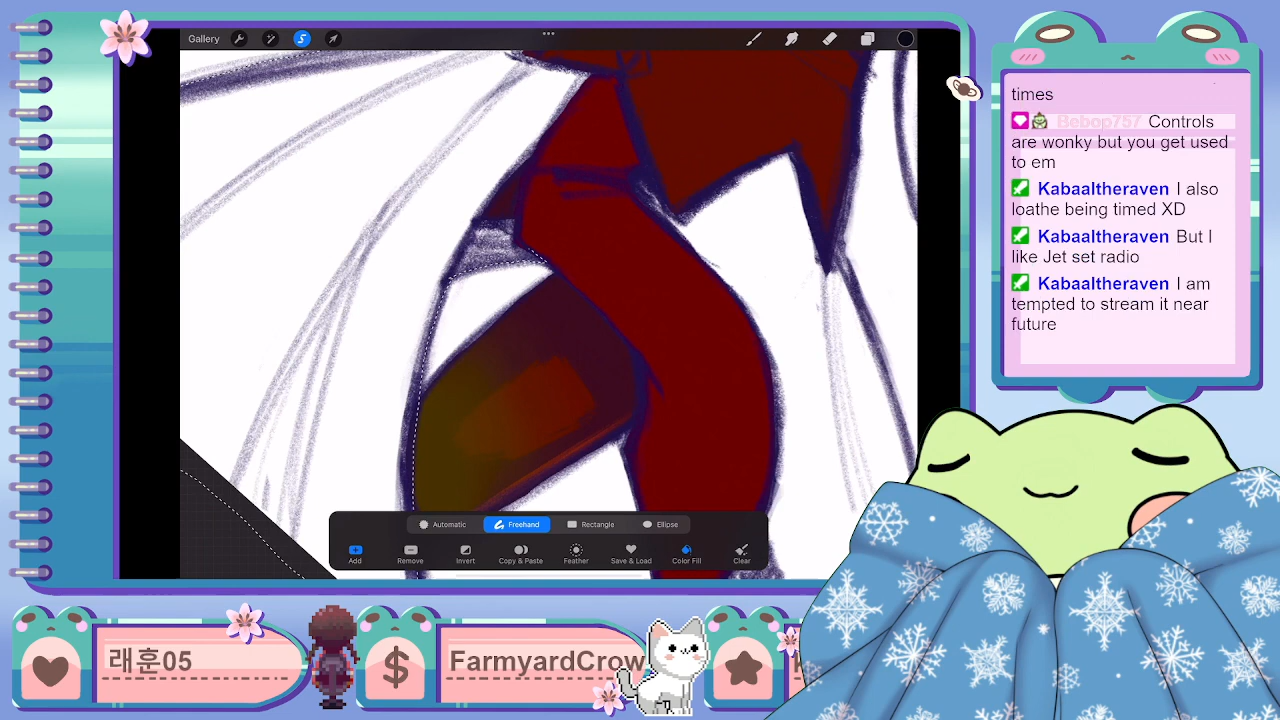 Gallery
times
Bebop757 Controls
are wonky but you get used
to em
Kabaaltheraven I also
loathe being timed XD
Kabaaltheraven But I
like Jet set radio
Kabaaltheraven I am
tempted to stream it near
future
Automatic Freehand Rectangle Ellipse
Add Remove Invert Copy & Paste Feather Save & Load Color Fill Clear
래훈05 FarmyardCrow